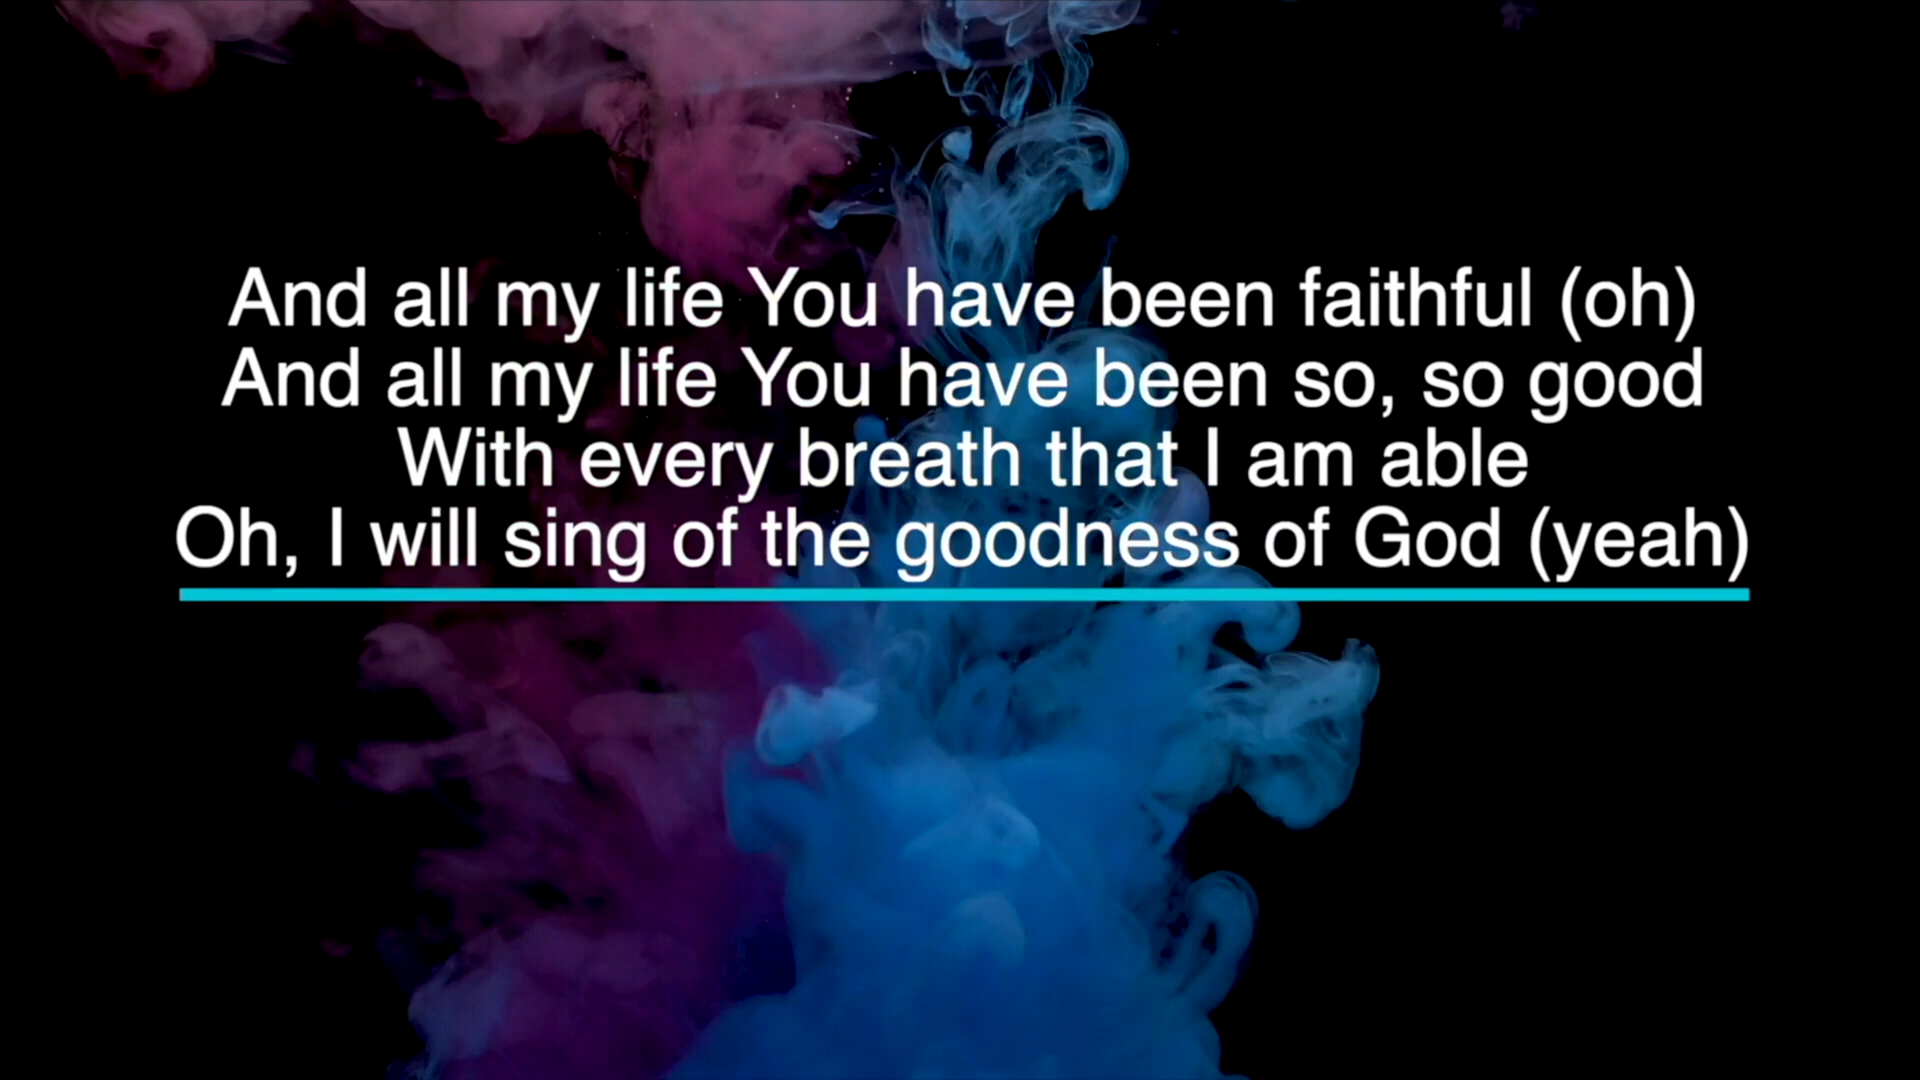 And all my life You have been faithful (oh)
And all my life You have been so, so good
With every breath that I am able
Oh, I will sing of the goodness of God (yeah)